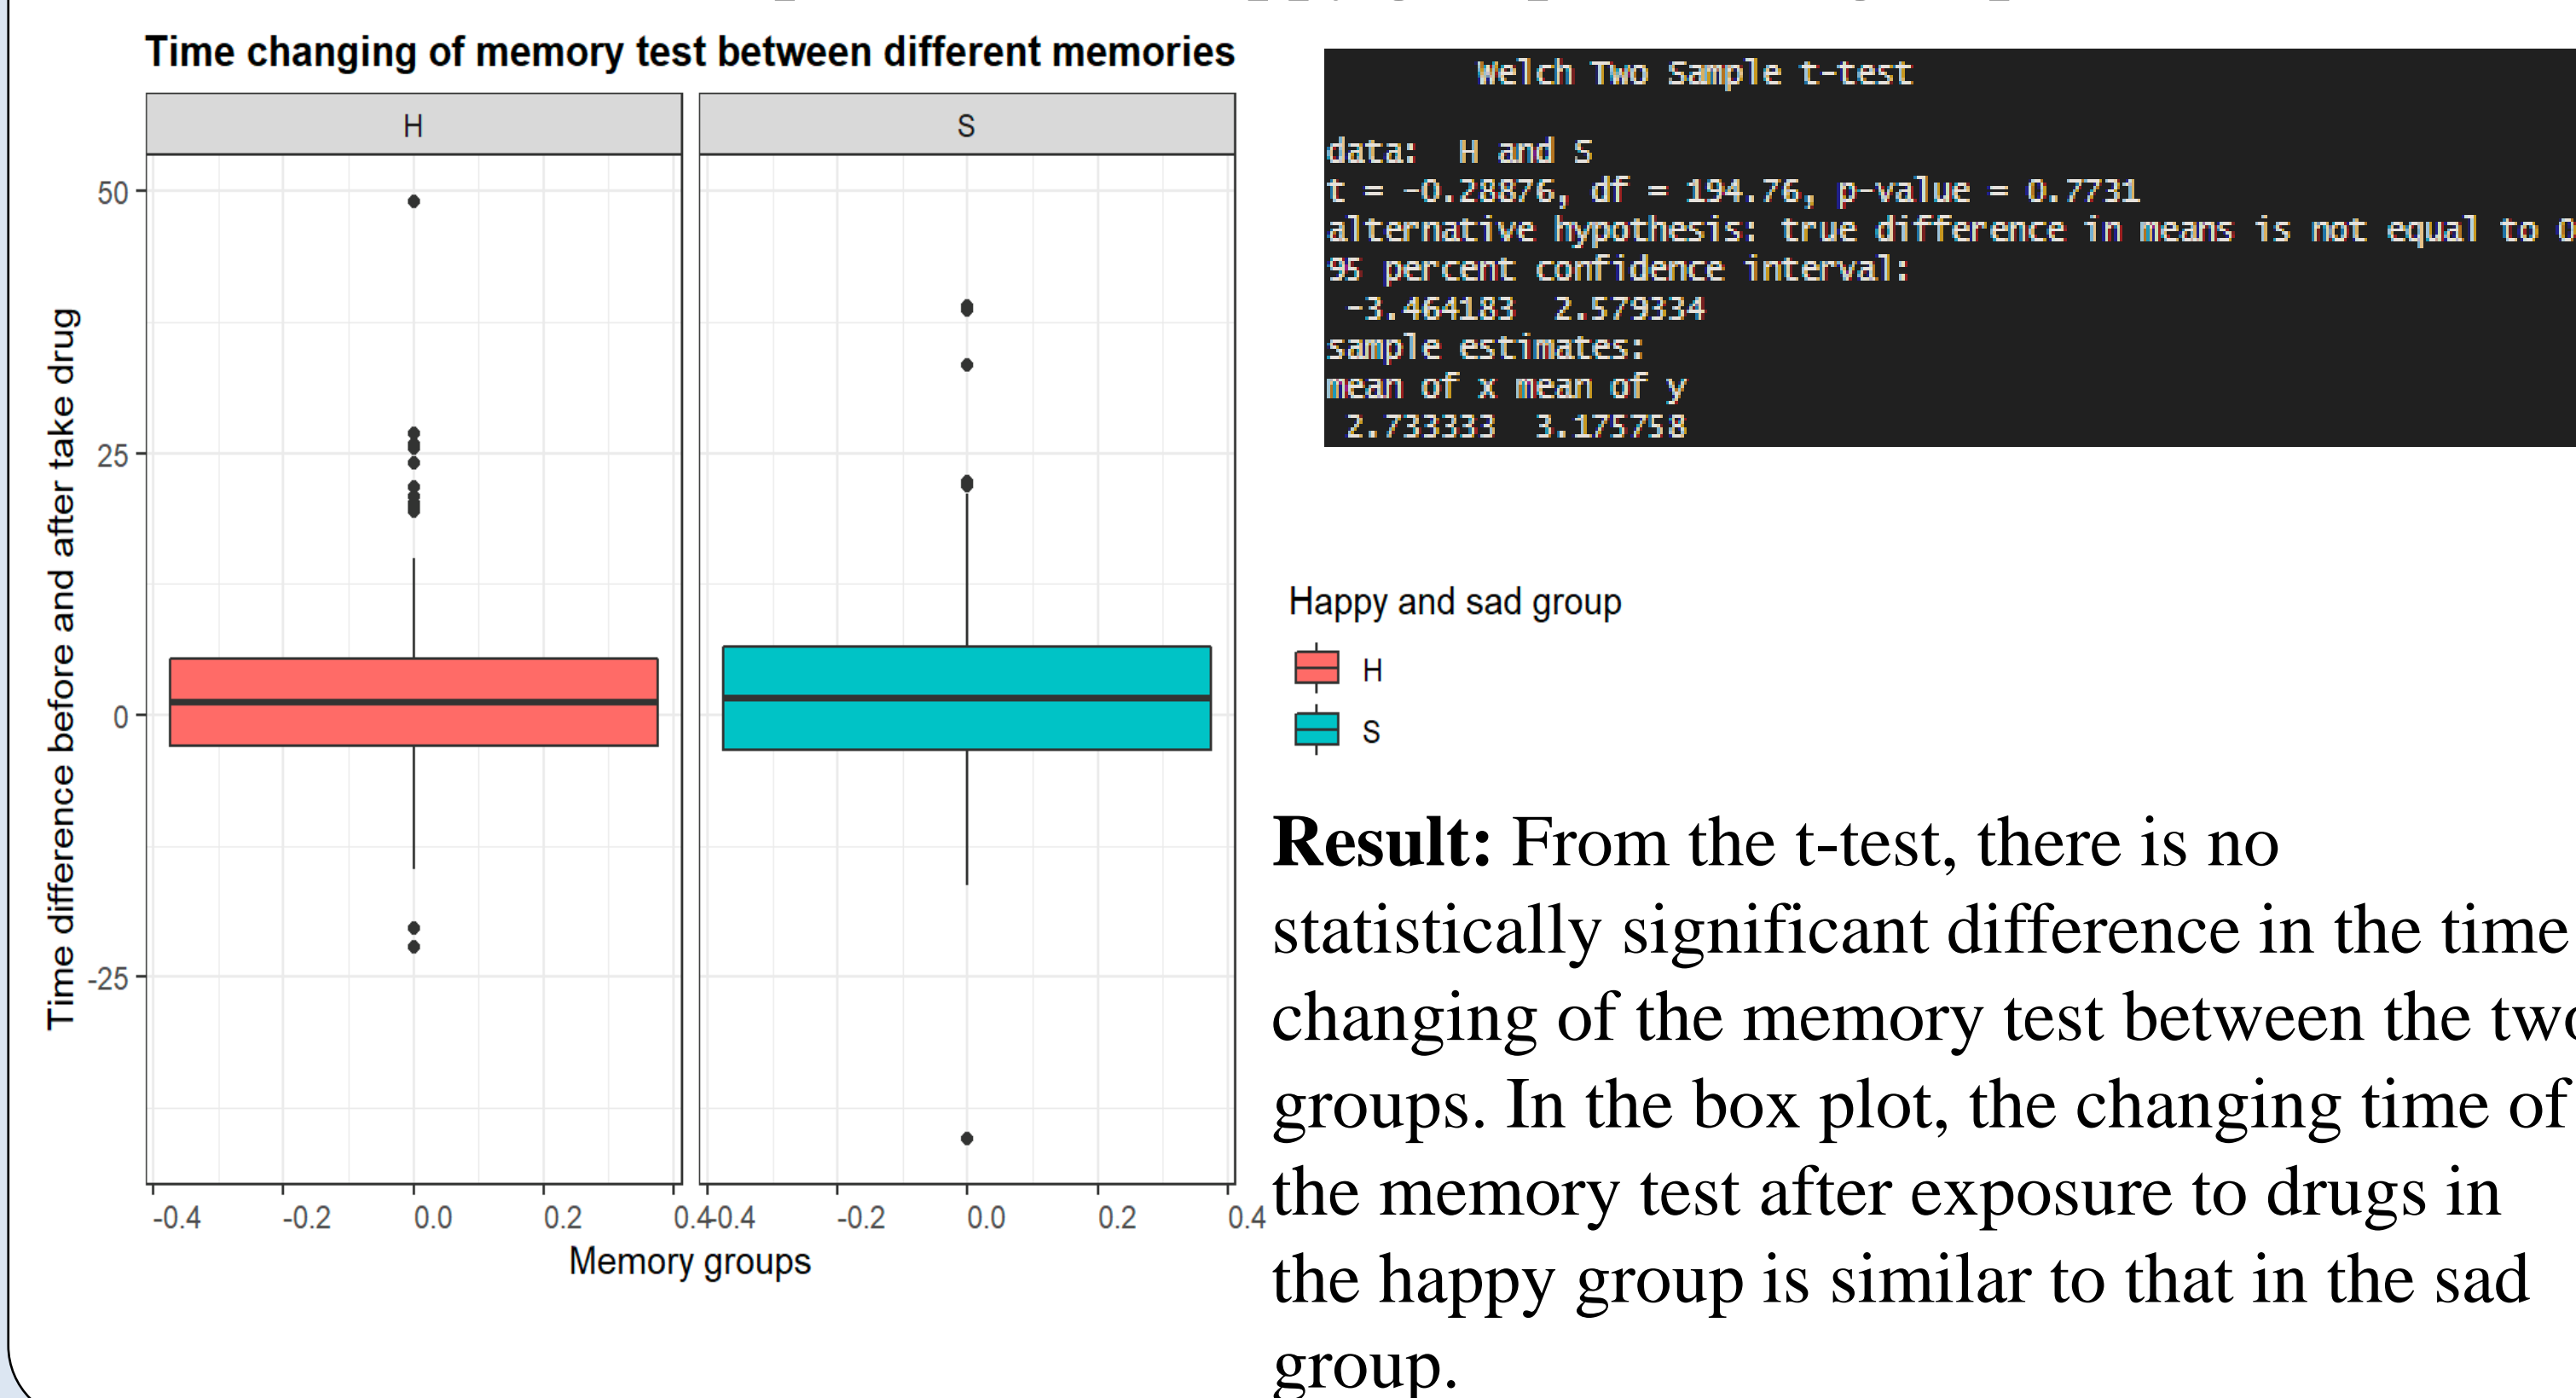 Time changing of memory test between different memories
H
S
50
25
0
-25
Time difference before and after take drug
-0.4 -0.2 0.0 0.2 0.4
-0.4 -0.2 0.0 0.2 0.4
Memory groups
Welch Two Sample t-test
data: H and S
t = -0.28876, df = 194.76, p-value = 0.7731
alternative hypothesis: true difference in means is not equal to 0
95 percent confidence interval:
-3.464183 2.579334
sample estimates:
mean of x mean of y
2.733333 3.175758
Happy and sad group
H
S
Result: From the t-test, there is no
statistically significant difference in the time
changing of the memory test between the two
groups. In the box plot, the changing time of
the memory test after exposure to drugs in
the happy group is similar to that in the sad
group.